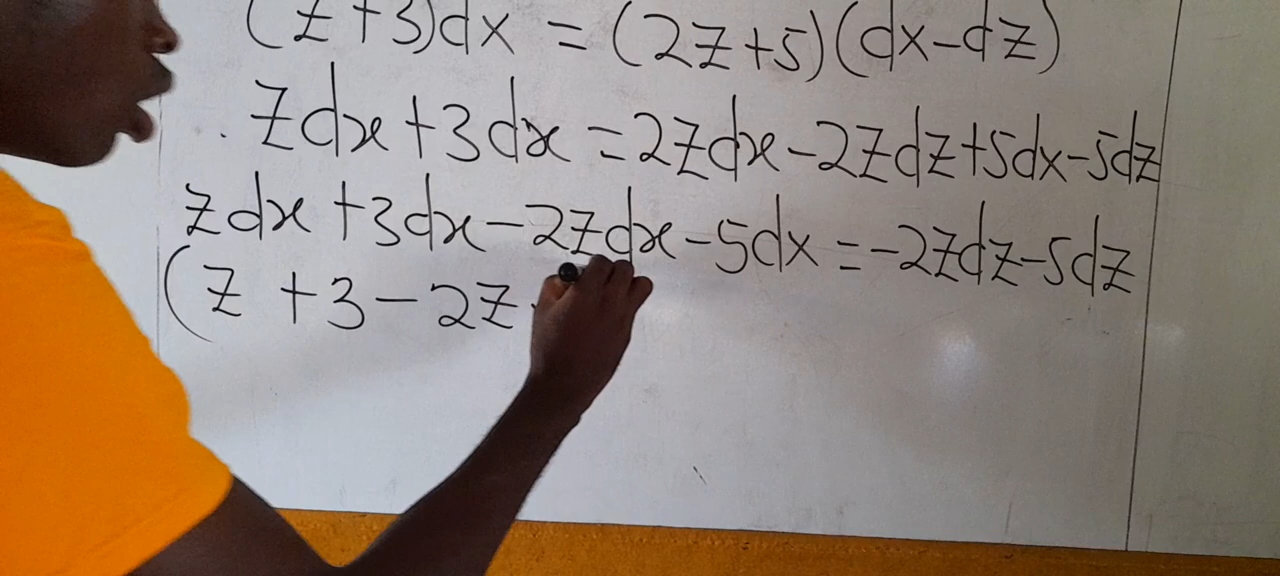 (z+3)dx = (2z+5)(dx-dz)
zdx+3dx =2zdx-2zdz+5dx-5dz
zdx +3dx-2zdx-5dx=-2zdz-5dz
(z +3-2z